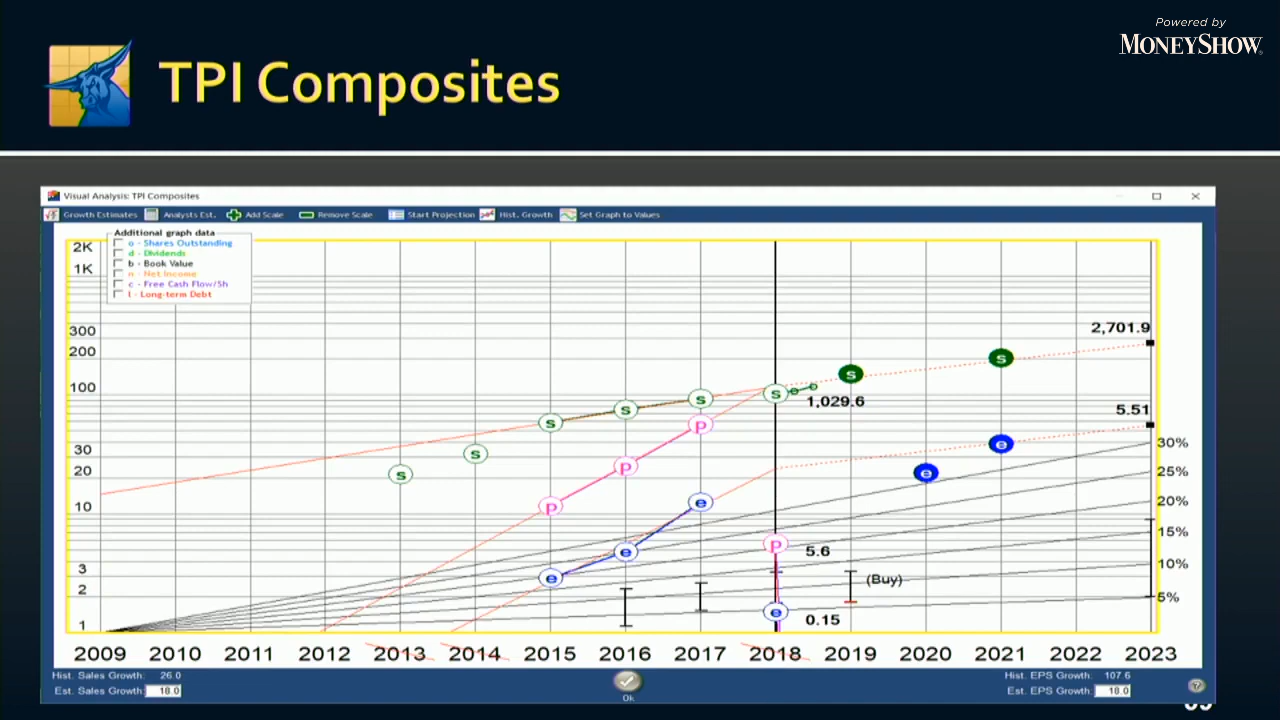 Powered by
MONEYSHOW
TPI Composites
Visual Analysis: TPI Composites
Growth Estimates Analysts Est. Add Scale Remove Scale Start Projection Hist. Growth Set Graph to Values
Additional graph data
o - Shares Outstanding
d - Dividends
b - Book Value
n - Net Income
c - Free Cash Flow/Sh
l - Long-term Debt
2K
1K
300
200
100
30
20
10
3
2
1
2,701.9
1,029.6
5.51
30%
25%
20%
15%
10%
5%
5.6
(Buy)
0.15
s s s s s s s s
p p p p
e e e e e e
2009 2010 2011 2012 2013 2014 2015 2016 2017 2018 2019 2020 2021 2022 2023
Hist. Sales Growth: 26.0
Est. Sales Growth: 18.0
Ok
Hist. EPS Growth: 107.6
Est. EPS Growth: 18.0